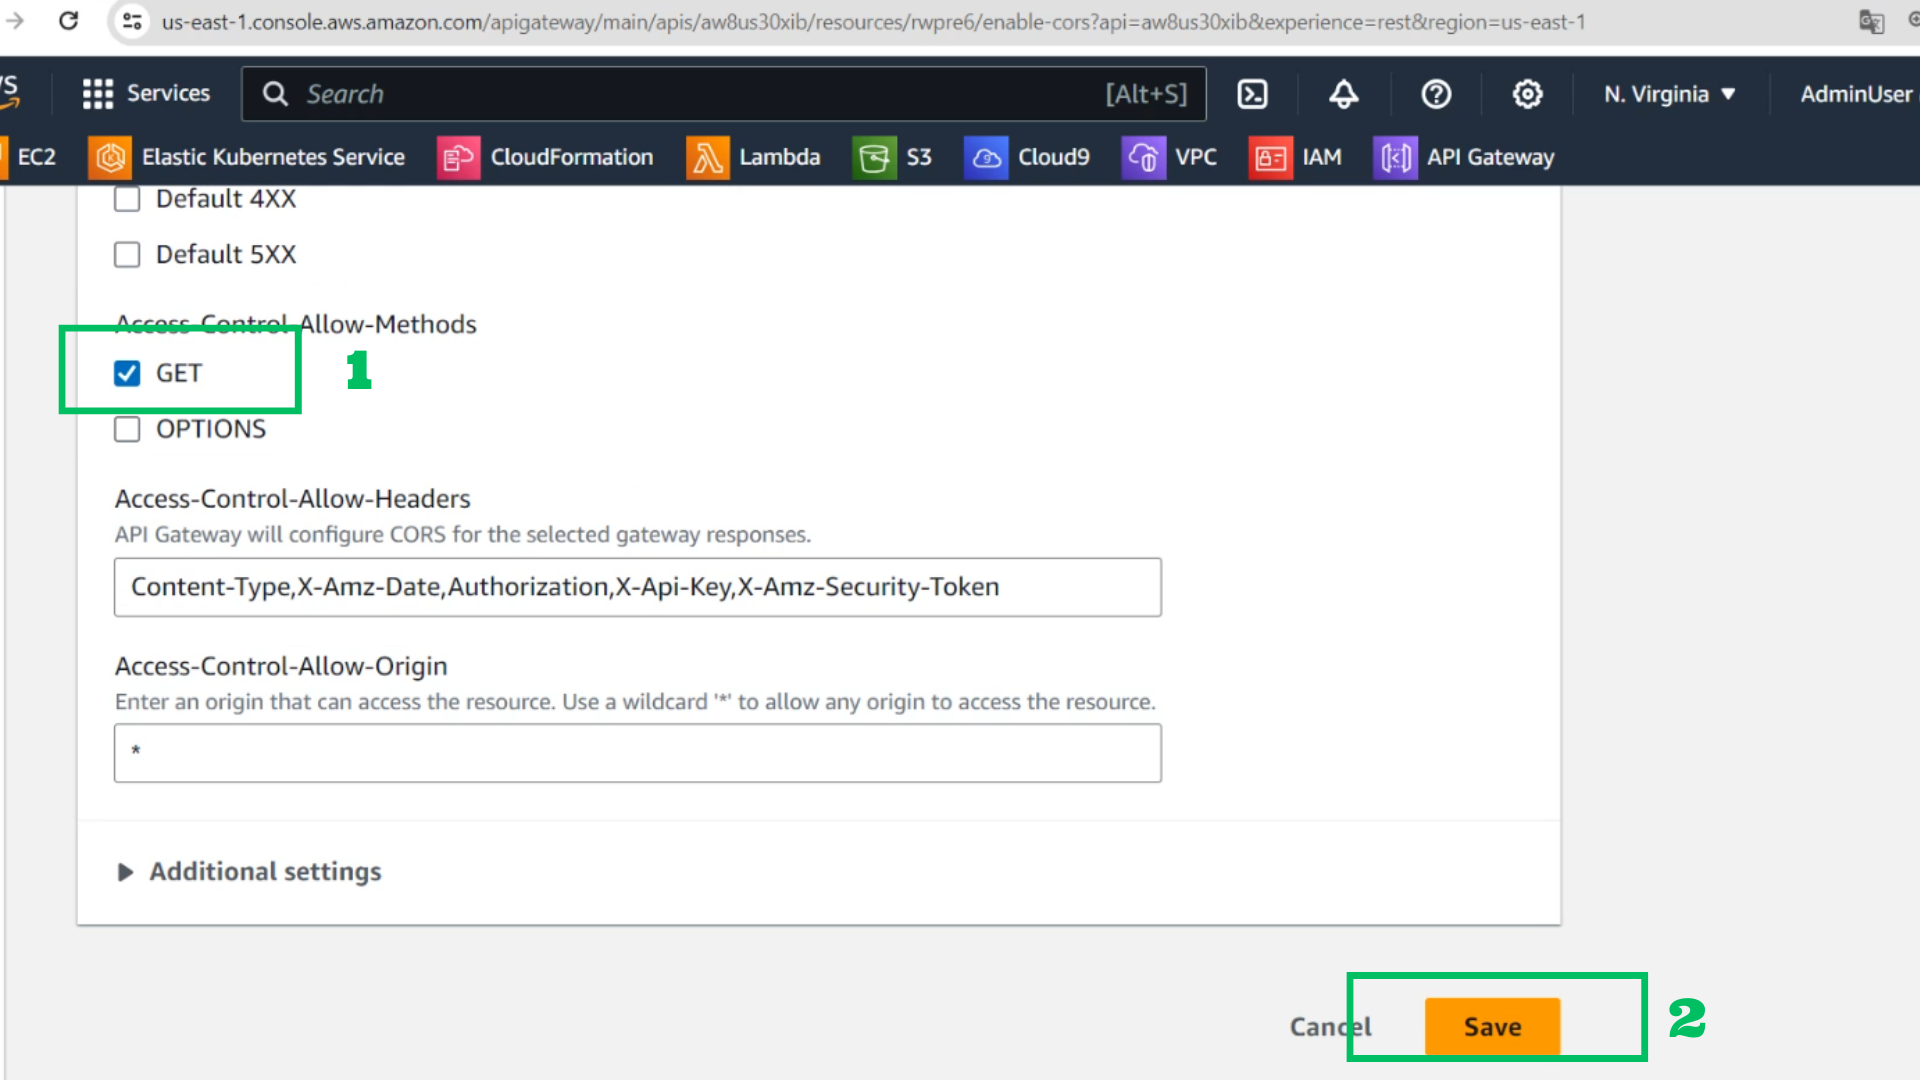 us-east-1.console.aws.amazon.com/apigateway/main/apis/aw8us30xib/resources/rwpre6/enable-cors?api=aw8us30xib&experience=rest&region=us-east-1
Services
Search
[Alt+S]
N. Virginia
AdminUser
EC2
Elastic Kubernetes Service
CloudFormation
Lambda
S3
Cloud9
VPC
IAM
API Gateway
Default 4XX
Default 5XX
Access-Control-Allow-Methods
GET
1
OPTIONS
Access-Control-Allow-Headers
API Gateway will configure CORS for the selected gateway responses.
Content-Type,X-Amz-Date,Authorization,X-Api-Key,X-Amz-Security-Token
Access-Control-Allow-Origin
Enter an origin that can access the resource. Use a wildcard '*' to allow any origin to access the resource.
*
Additional settings
Cancel
Save
2